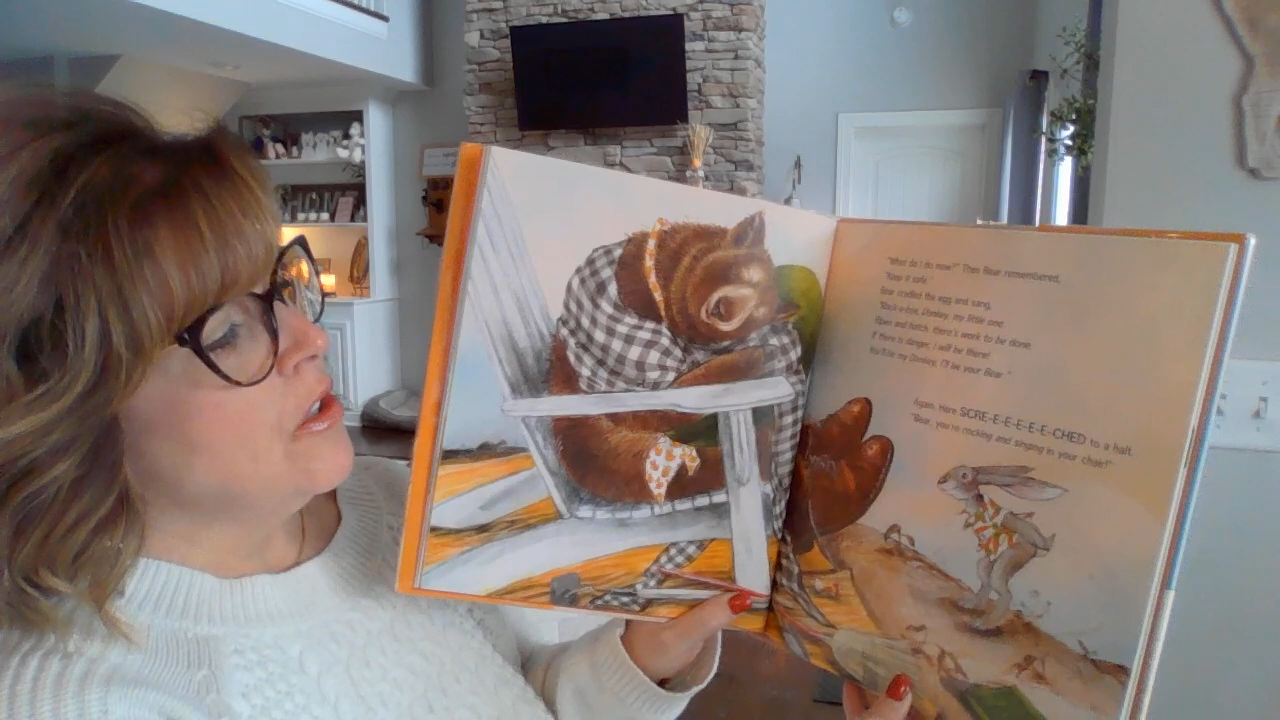 HOME
"What do I do now?" Then Bear remembered,
"Keep it safe."
Bear cradled the egg and sang,
"Rock-a-bye, Donkey, my little one.
Open and hatch, there's work to be done.
If there is danger, I will be there!
You'll be my Donkey, I'll be your Bear."
Again, Hare SCRE-E-E-E-E-E-CHED to a halt.
"Bear, you're rocking and singing in your chair!"